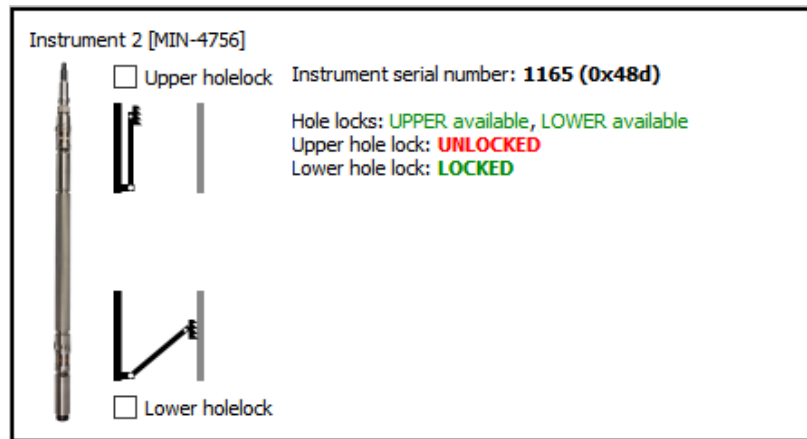 Instrument 2 [MIN-4756]
Upper holelock
Instrument serial number: 1165 (0x48d)
Hole locks: UPPER available, LOWER available
Upper hole lock: UNLOCKED
Lower hole lock: LOCKED
Lower holelock